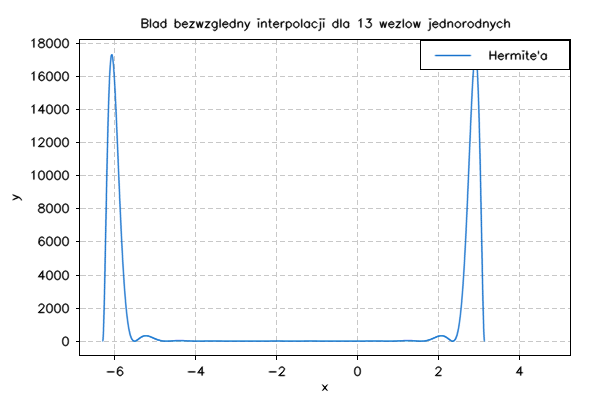 Blad bezwzgledny interpolacji dla 13 wezlow jednorodnych
Hermite'a
18000
16000
14000
12000
10000
8000
6000
4000
2000
0
y
−6 −4 −2 0 2 4
x